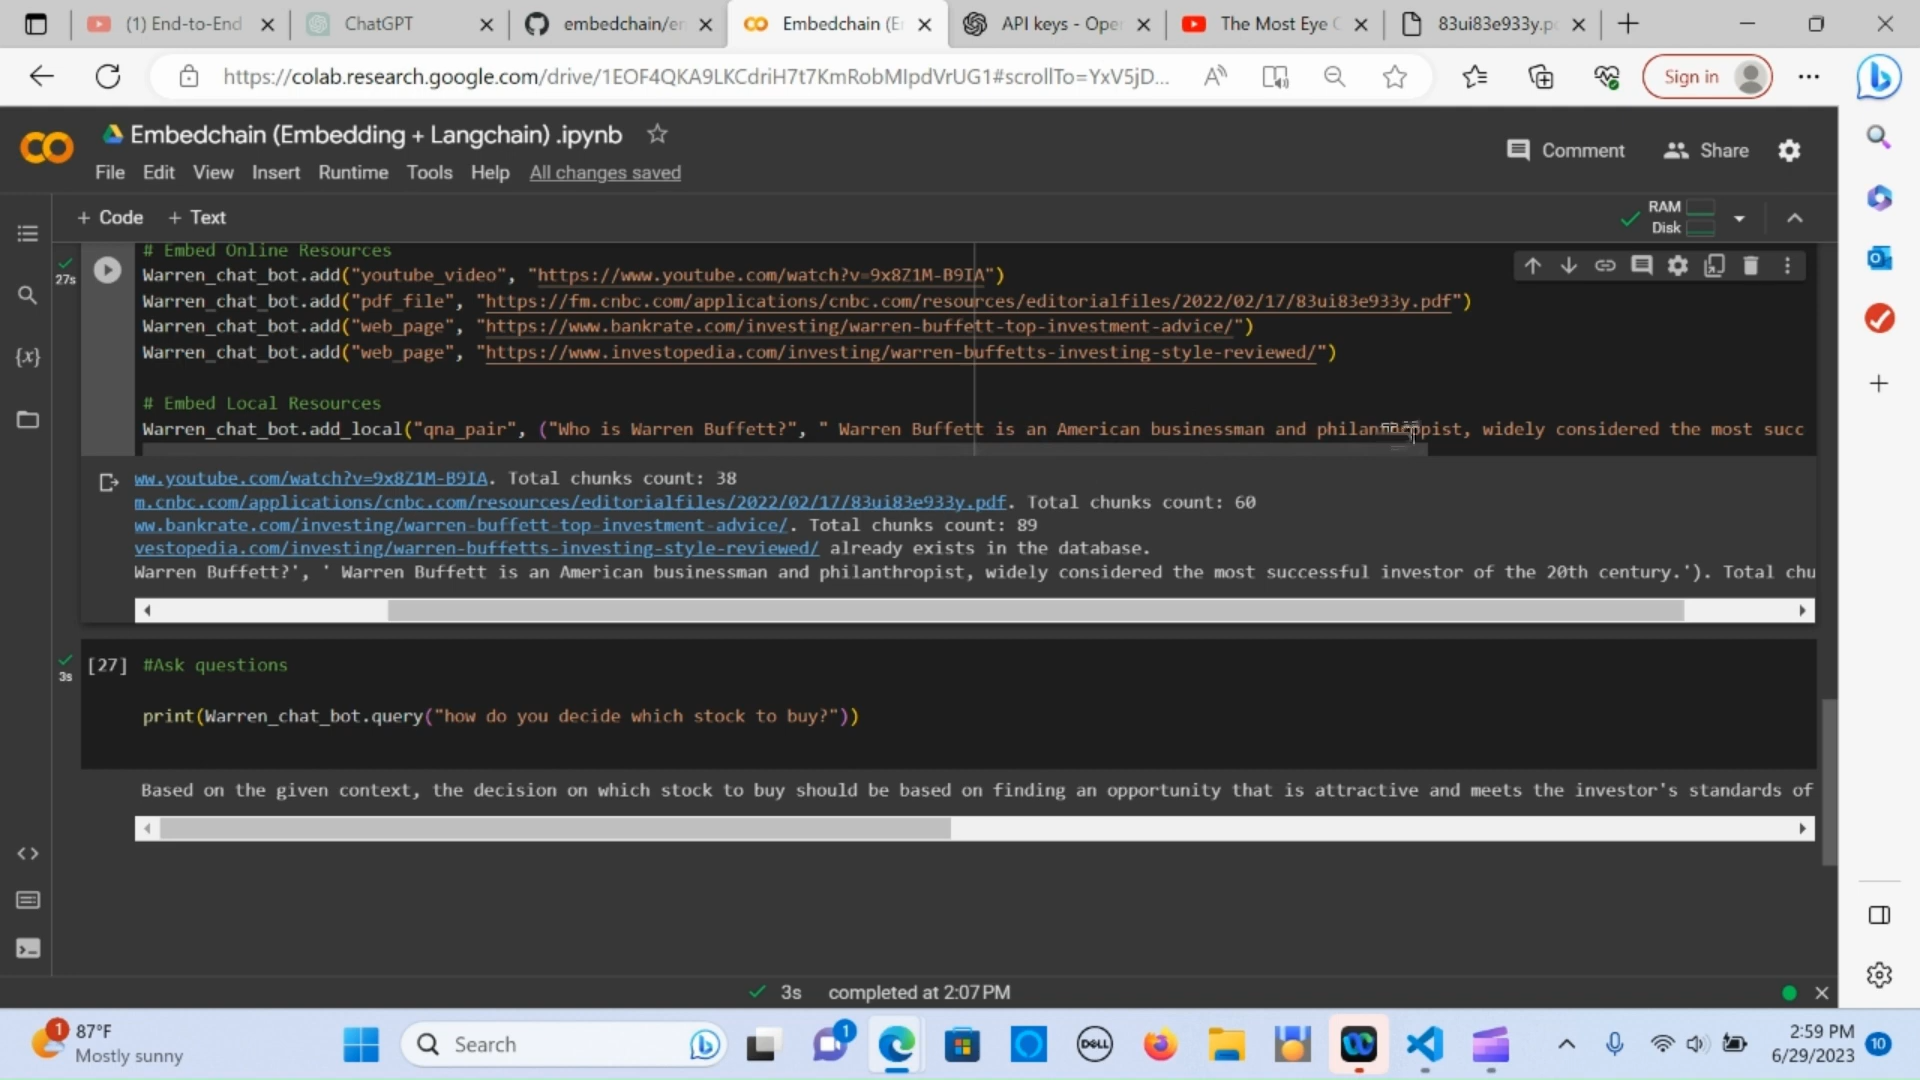 (1) End-to-End
ChatGPT
embedchain/en
Embedchain (E
API keys - Ope
The Most Eye C
83ui83e933y.p
https://colab.research.google.com/drive/1EOF4QKA9LKCdriH7t7KmRobMIpdVrUG1#scrollTo=YxV5jD...
Sign in
Embedchain (Embedding + Langchain) .ipynb
Comment
Share
File Edit View Insert Runtime Tools Help All changes saved
+ Code + Text
RAM
Disk
27s
# Embed Online Resources
Warren_chat_bot.add("youtube_video", "https://www.youtube.com/watch?v=9x8Z1M-B9IA")
Warren_chat_bot.add("pdf_file", "https://fm.cnbc.com/applications/cnbc.com/resources/editorialfiles/2022/02/17/83ui83e933y.pdf")
Warren_chat_bot.add("web_page", "https://www.bankrate.com/investing/warren-buffett-top-investment-advice/")
Warren_chat_bot.add("web_page", "https://www.investopedia.com/investing/warren-buffetts-investing-style-reviewed/")
# Embed Local Resources
Warren_chat_bot.add_local("qna_pair", ("Who is Warren Buffett?", " Warren Buffett is an American businessman and philanthropist, widely considered the most succ
ww.youtube.com/watch?v=9x8Z1M-B9IA. Total chunks count: 38
m.cnbc.com/applications/cnbc.com/resources/editorialfiles/2022/02/17/83ui83e933y.pdf. Total chunks count: 60
ww.bankrate.com/investing/warren-buffett-top-investment-advice/. Total chunks count: 89
vestopedia.com/investing/warren-buffetts-investing-style-reviewed/ already exists in the database.
Warren Buffett?', ' Warren Buffett is an American businessman and philanthropist, widely considered the most successful investor of the 20th century.'). Total chu
3s
[27] #Ask questions
print(Warren_chat_bot.query("how do you decide which stock to buy?"))
Based on the given context, the decision on which stock to buy should be based on finding an opportunity that is attractive and meets the investor's standards of
3s completed at 2:07 PM
1
87°F
Mostly sunny
Search
1
DELL
2:59 PM
6/29/2023
10